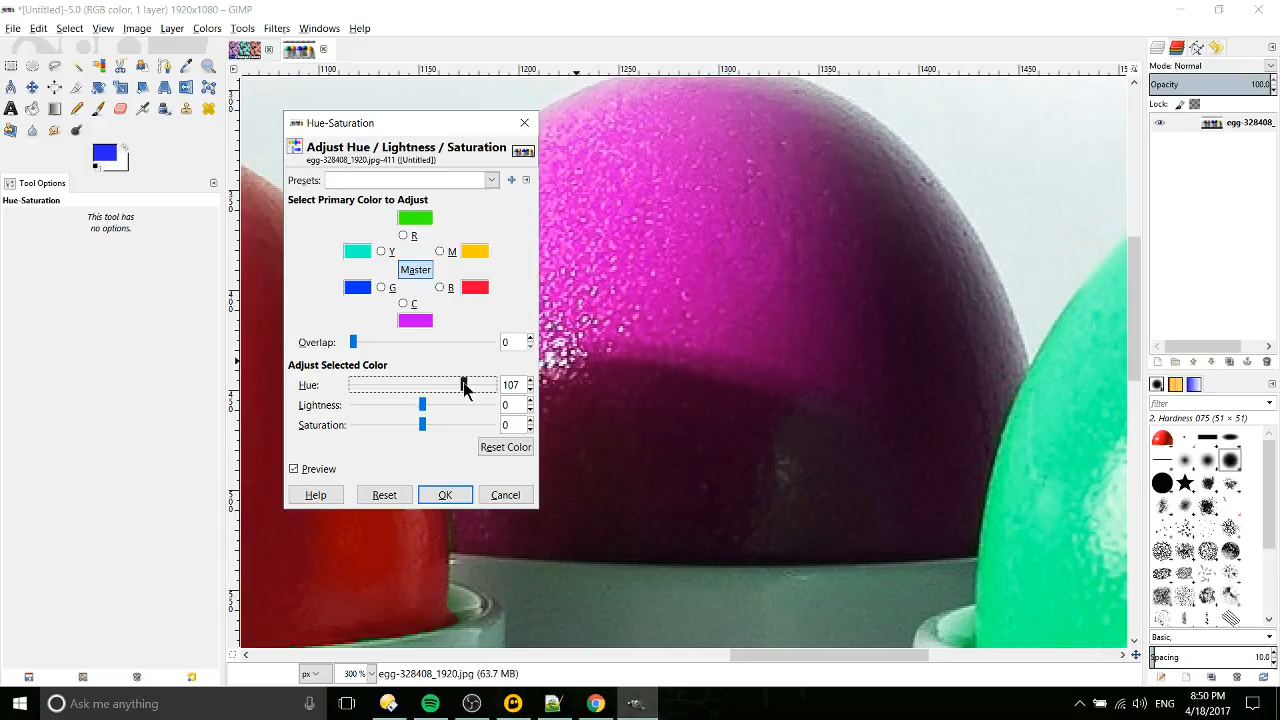 *[Untitled]-5.0 (RGB color, 1 layer) 1920x1080 – GIMP
File Edit Select View Image Layer Colors Tools Filters Windows Help
1100 1150 1200 1250 1300 1350 1400 1450
Hue-Saturation
Adjust Hue / Lightness / Saturation
egg-328408_1920.jpg-411 ([Untitled])
Presets:
Select Primary Color to Adjust
R
Y M
Master
G B
C
Overlap: 0
Adjust Selected Color
Hue: 107
Lightness: 0
Saturation: 0
Reset Color
Preview
Help Reset OK Cancel
Tool Options
Hue-Saturation
This tool has
no options.
Mode: Normal
Opacity 100.0
Lock:
egg-328408_
filter
2. Hardness 075 (51 × 51)
Basic,
Spacing 10.0
px 300 % egg-328408_1920.jpg (63.7 MB)
Ask me anything
ENG
8:50 PM
4/18/2017